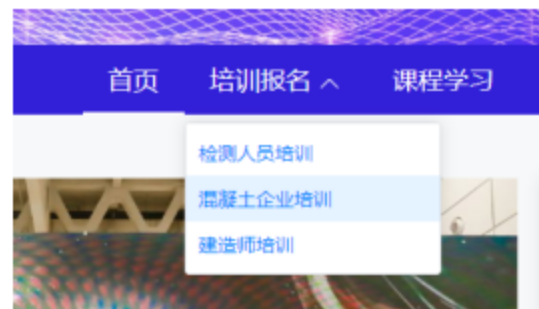 首页 培训报名 课程学习
检测人员培训
混凝土企业培训
建造师培训